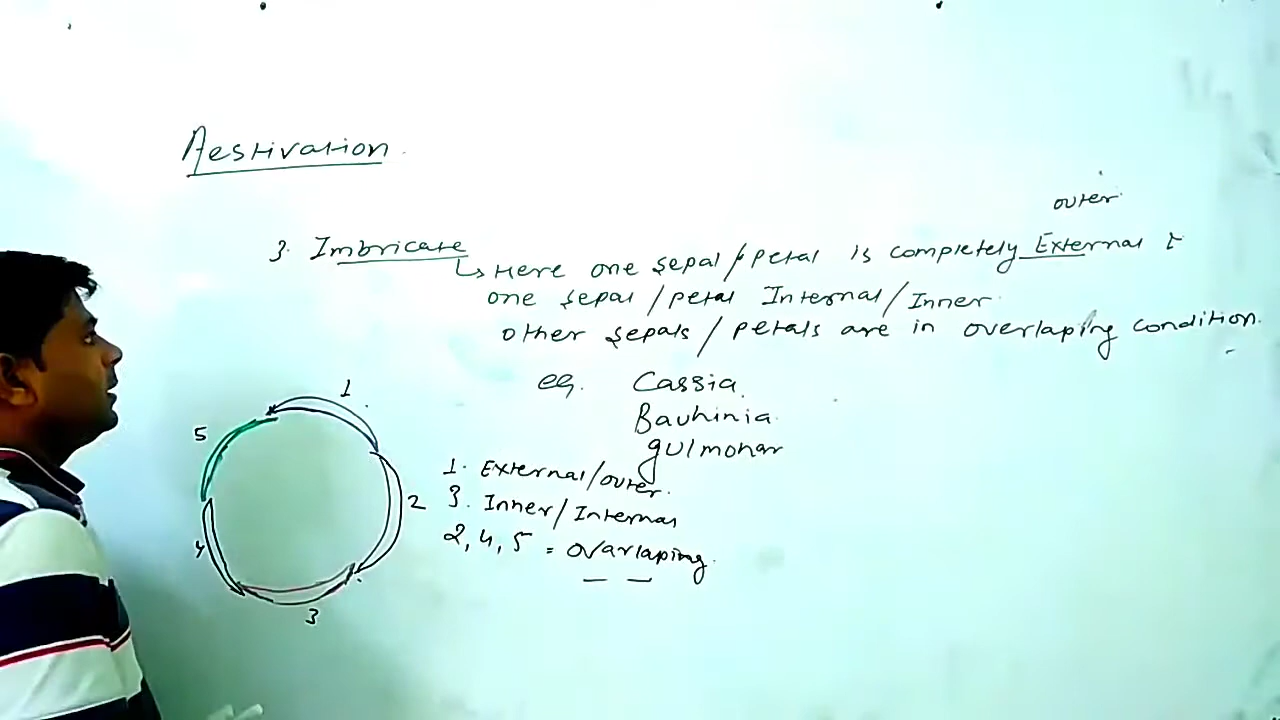 Aestivation
outer
3. Imbricate
↳ Here one sepal/petal is completely External &
one sepal/petal Internal/Inner
other sepals/petals are in overlaping condition.
eg. Cassia
Bauhinia
gulmohar
1. External/outer.
3. Inner/Internal
2, 4, 5 = ovarlaping.
1
2
3
4
5